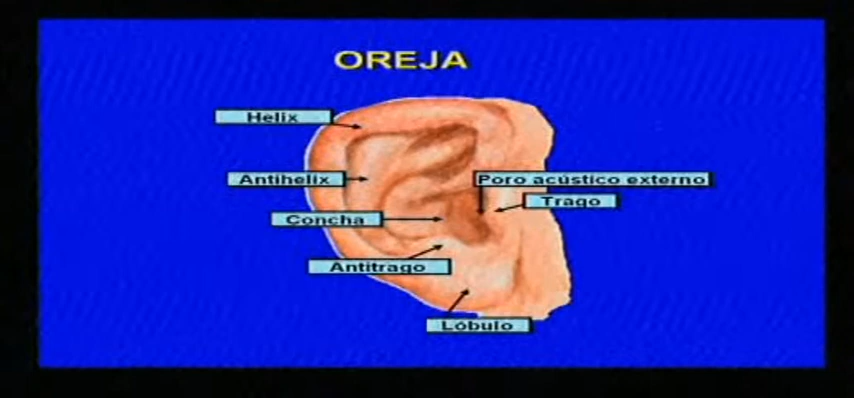 OREJA
Helix
Antihelix
Poro acústico externo
Trago
Concha
Antitrago
Lóbulo